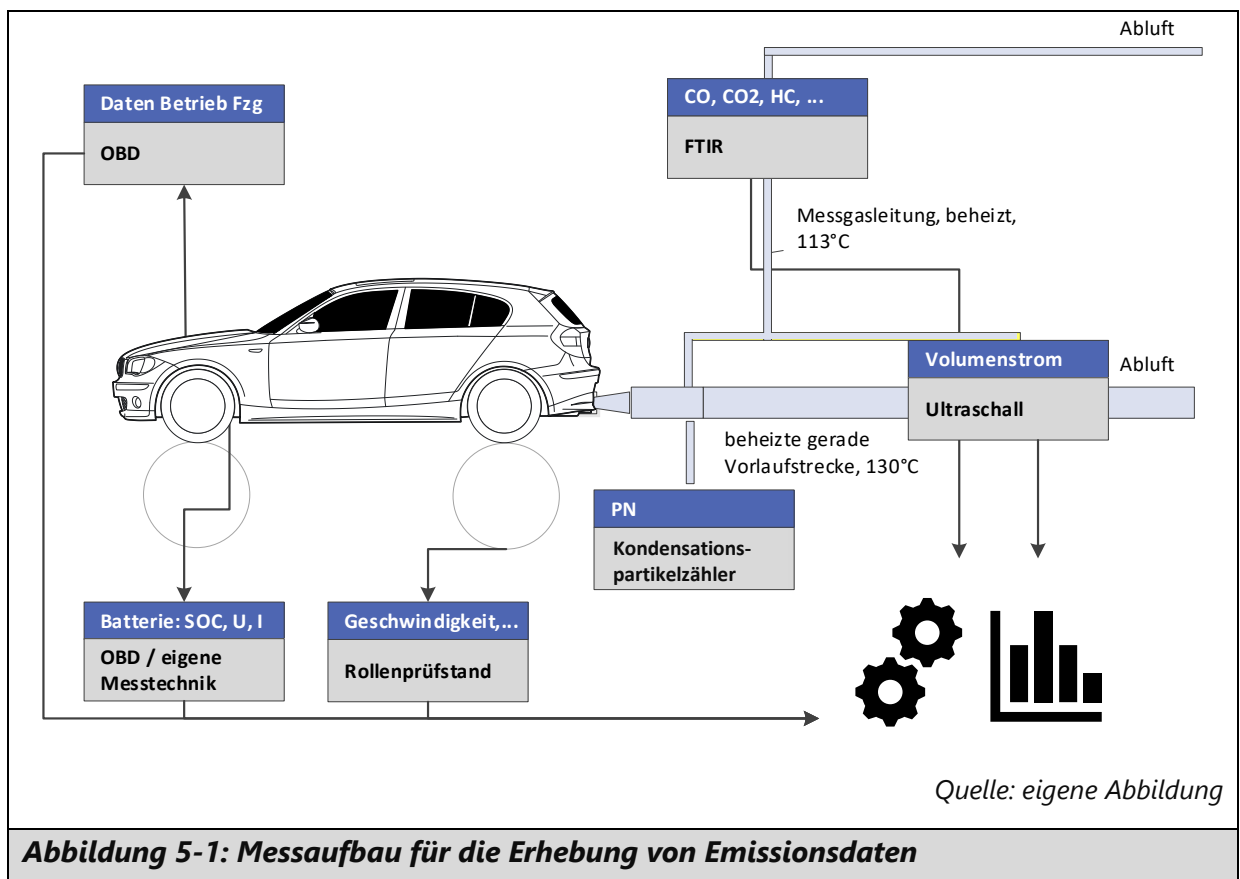 Abluft
Daten Betrieb Fzg
OBD
CO, CO2, HC, ...
FTIR
Messgasleitung, beheizt,
113°C
Volumenstrom
Ultraschall
Abluft
beheizte gerade
Vorlaufstrecke, 130°C
PN
Kondensations-
partikelzähler
Batterie: SOC, U, I
OBD / eigene
Messtechnik
Geschwindigkeit,...
Rollenprüfstand
Quelle: eigene Abbildung
Abbildung 5-1: Messaufbau für die Erhebung von Emissionsdaten